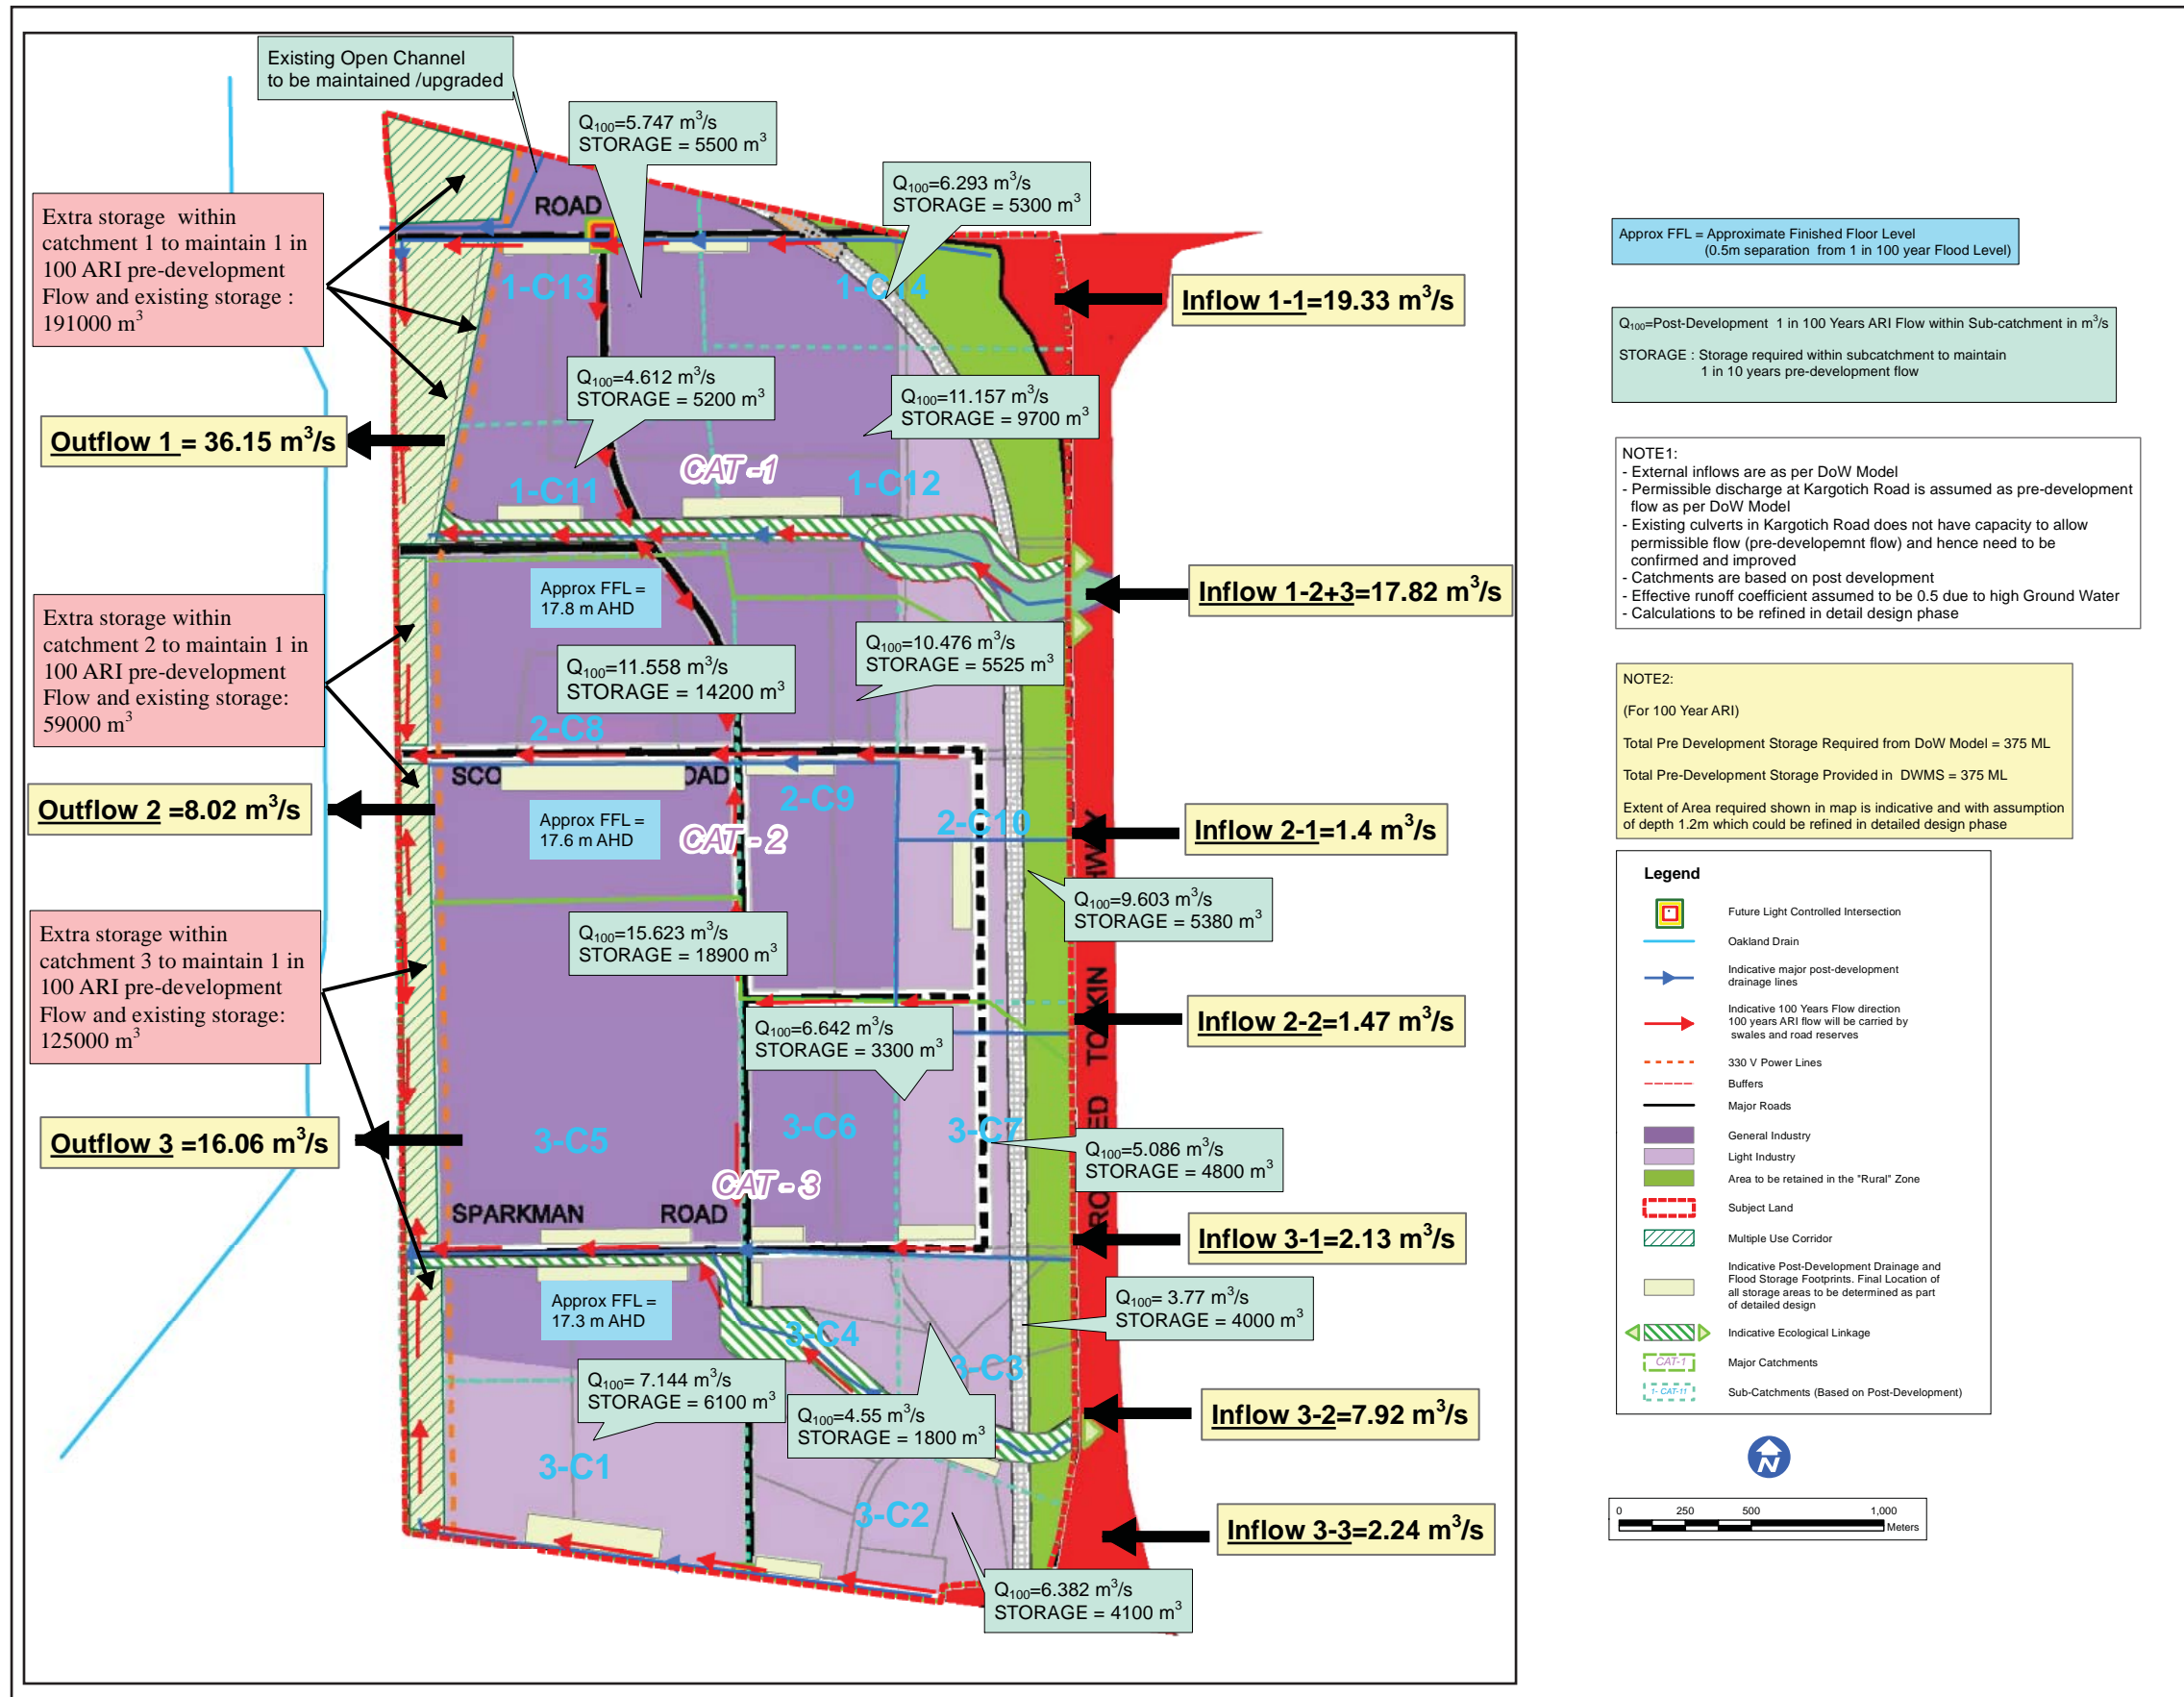 Existing Open Channel
to be maintained /upgraded
Q100=5.747 m3/s
STORAGE = 5500 m3
Q100=6.293 m3/s
STORAGE = 5300 m3
Extra storage within
catchment 1 to maintain 1 in
100 ARI pre-development
Flow and existing storage :
191000 m3
ROAD
1-C13
1-C14
Inflow 1-1=19.33 m3/s
Q100=4.612 m3/s
STORAGE = 5200 m3
Q100=11.157 m3/s
STORAGE = 9700 m3
Outflow 1 = 36.15 m3/s
CAT -1
1-C11
1-C12
Approx FFL =
17.8 m AHD
Inflow 1-2+3=17.82 m3/s
Extra storage within
catchment 2 to maintain 1 in
100 ARI pre-development
Flow and existing storage:
59000 m3
Q100=11.558 m3/s
STORAGE = 14200 m3
Q100=10.476 m3/s
STORAGE = 5525 m3
2-C8
SCO
OAD
2-C9
2-C10
Outflow 2 =8.02 m3/s
Approx FFL =
17.6 m AHD
CAT - 2
Inflow 2-1=1.4 m3/s
HWY
TONKIN
Q100=9.603 m3/s
STORAGE = 5380 m3
Extra storage within
catchment 3 to maintain 1 in
100 ARI pre-development
Flow and existing storage:
125000 m3
Q100=15.623 m3/s
STORAGE = 18900 m3
Inflow 2-2=1.47 m3/s
Q100=6.642 m3/s
STORAGE = 3300 m3
Outflow 3 =16.06 m3/s
3-C5
3-C6
3-C7
Q100=5.086 m3/s
STORAGE = 4800 m3
CAT - 3
SPARKMAN ROAD
Inflow 3-1=2.13 m3/s
Approx FFL =
17.3 m AHD
Q100= 3.77 m3/s
STORAGE = 4000 m3
3-C4
3-C3
Q100= 7.144 m3/s
STORAGE = 6100 m3
Q100=4.55 m3/s
STORAGE = 1800 m3
Inflow 3-2=7.92 m3/s
3-C1
3-C2
Inflow 3-3=2.24 m3/s
Q100=6.382 m3/s
STORAGE = 4100 m3
Approx FFL = Approximate Finished Floor Level
(0.5m separation from 1 in 100 year Flood Level)
Q100=Post-Development 1 in 100 Years ARI Flow within Sub-catchment in m3/s
STORAGE : Storage required within subcatchment to maintain
1 in 10 years pre-development flow
NOTE1:
- External inflows are as per DoW Model
- Permissible discharge at Kargotich Road is assumed as pre-development
flow as per DoW Model
- Existing culverts in Kargotich Road does not have capacity to allow
permissible flow (pre-developemnt flow) and hence need to be
confirmed and improved
- Catchments are based on post development
- Effective runoff coefficient assumed to be 0.5 due to high Ground Water
- Calculations to be refined in detail design phase
NOTE2:
(For 100 Year ARI)
Total Pre Development Storage Required from DoW Model = 375 ML
Total Pre-Development Storage Provided in DWMS = 375 ML
Extent of Area required shown in map is indicative and with assumption
of depth 1.2m which could be refined in detailed design phase
Legend
Future Light Controlled Intersection
Oakland Drain
Indicative major post-development
drainage lines
Indicative 100 Years Flow direction
100 years ARI flow will be carried by
swales and road reserves
330 V Power Lines
Buffers
Major Roads
General Industry
Light Industry
Area to be retained in the "Rural" Zone
Subject Land
Multiple Use Corridor
Indicative Post-Development Drainage and
Flood Storage Footprints. Final Location of
all storage areas to be determined as part
of detailed design
Indicative Ecological Linkage
CAT-1 Major Catchments
1- CAT-11 Sub-Catchments (Based on Post-Development)
N
0 250 500 1,000
Meters